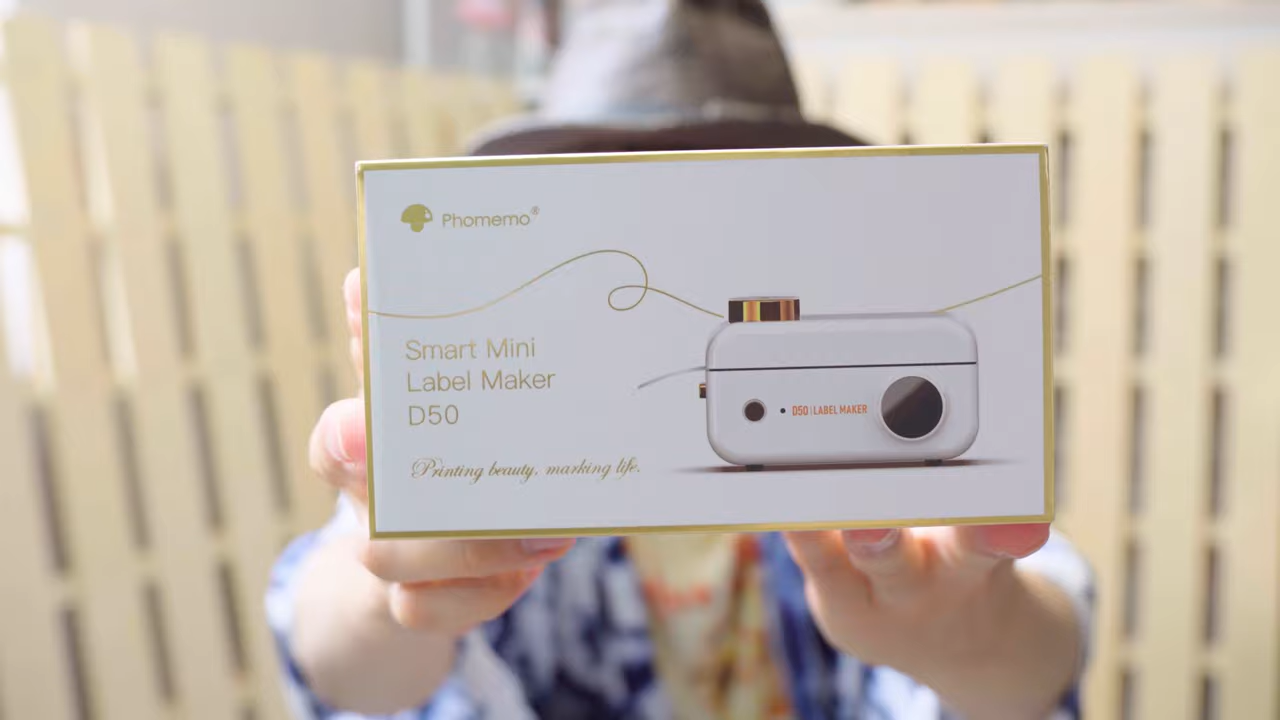 Phomemo®
Smart Mini
Label Maker
D50
Printing beauty, marking life.
D50 | LABEL MAKER